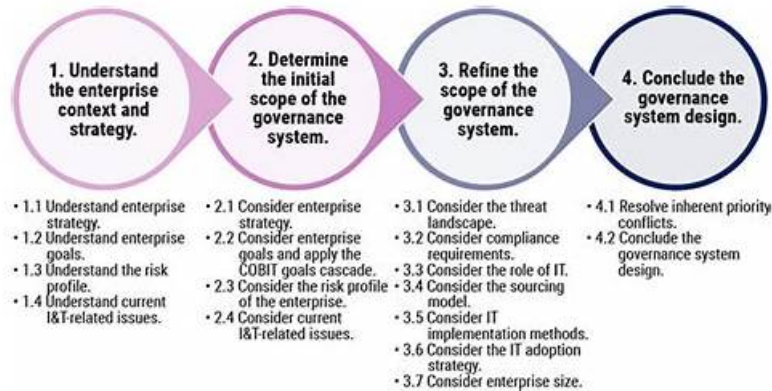 1. Understand
the enterprise
context and
strategy.
2. Determine
the initial
scope of the
governance
system.
3. Refine the
scope of the
governance
system.
4. Conclude the
governance
system design.
• 1.1 Understand enterprise
strategy.
• 1.2 Understand enterprise
goals.
• 1.3 Understand the risk
profile.
• 1.4 Understand current
I&T-related issues.
• 2.1 Consider enterprise
strategy.
• 2.2 Consider enterprise
goals and apply the
COBIT goals cascade.
• 2.3 Consider the risk profile
of the enterprise.
• 2.4 Consider current
I&T-related issues.
• 3.1 Consider the threat
landscape.
• 3.2 Consider compliance
requirements.
• 3.3 Consider the role of IT.
• 3.4 Consider the sourcing
model.
• 3.5 Consider IT
implementation methods.
• 3.6 Consider the IT adoption
strategy.
• 3.7 Consider enterprise size.
• 4.1 Resolve inherent priority
conflicts.
• 4.2 Conclude the
governance system
design.